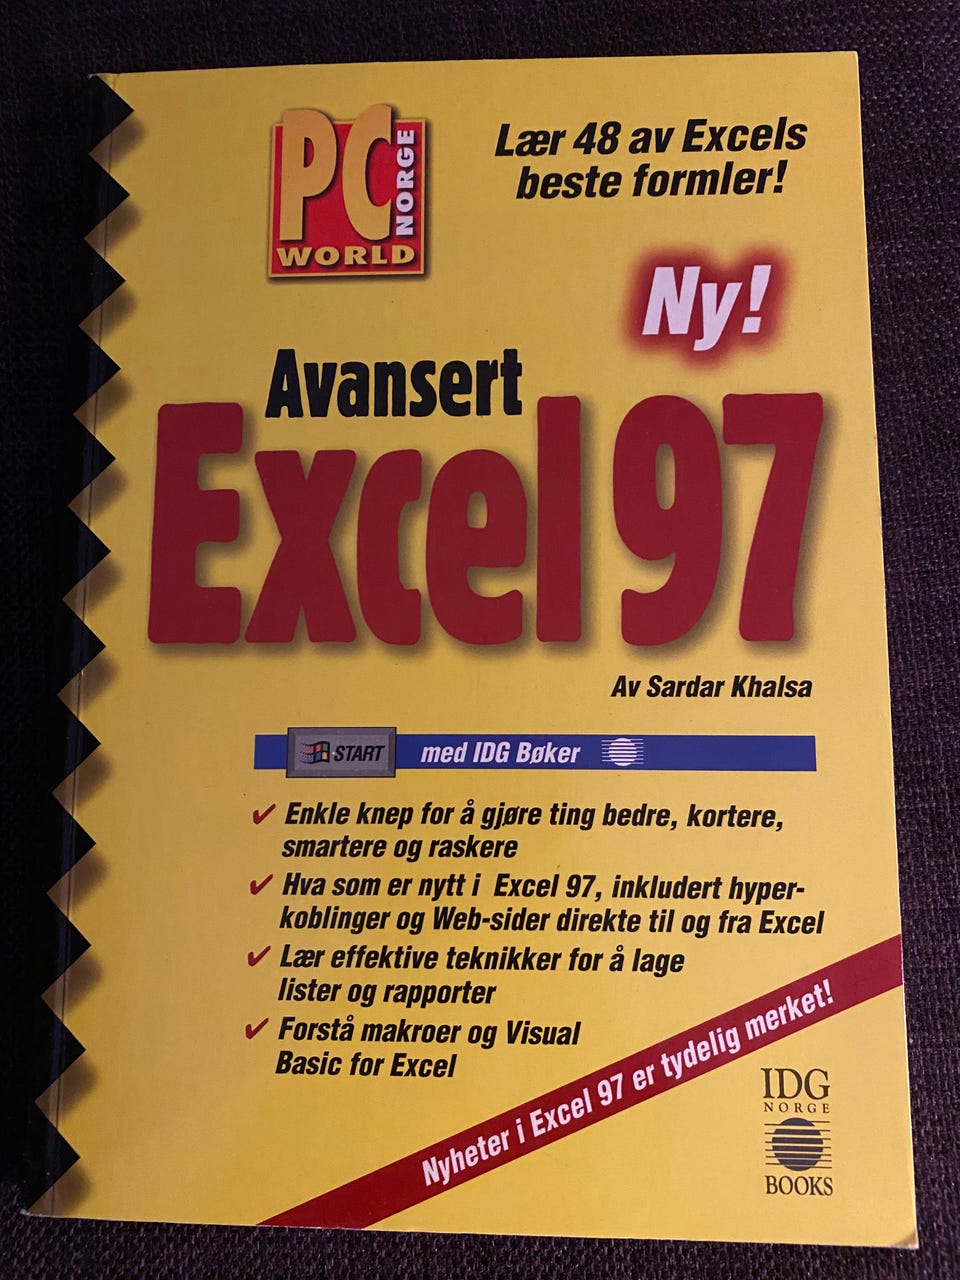 PC
NORGE
WORLD
Lær 48 av Excels
beste formler!
Ny!
Avansert
Excel 97
Av Sardar Khalsa
START med IDG Bøker
Enkle knep for å gjøre ting bedre, kortere,
smartere og raskere
Hva som er nytt i Excel 97, inkludert hyper-
koblinger og Web-sider direkte til og fra Excel
Lær effektive teknikker for å lage
lister og rapporter
Forstå makroer og Visual
Basic for Excel
Nyheter i Excel 97 er tydelig merket!
IDG
NORGE
BOOKS